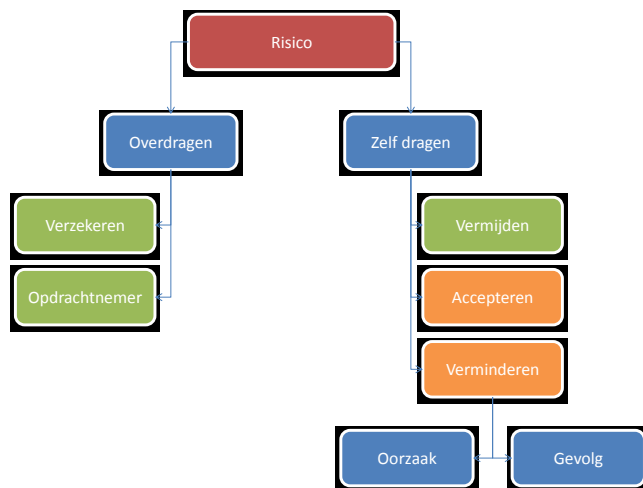 Risico
Overdragen
Zelf dragen
Verzekeren
Vermijden
Opdrachtnemer
Accepteren
Verminderen
Oorzaak
Gevolg